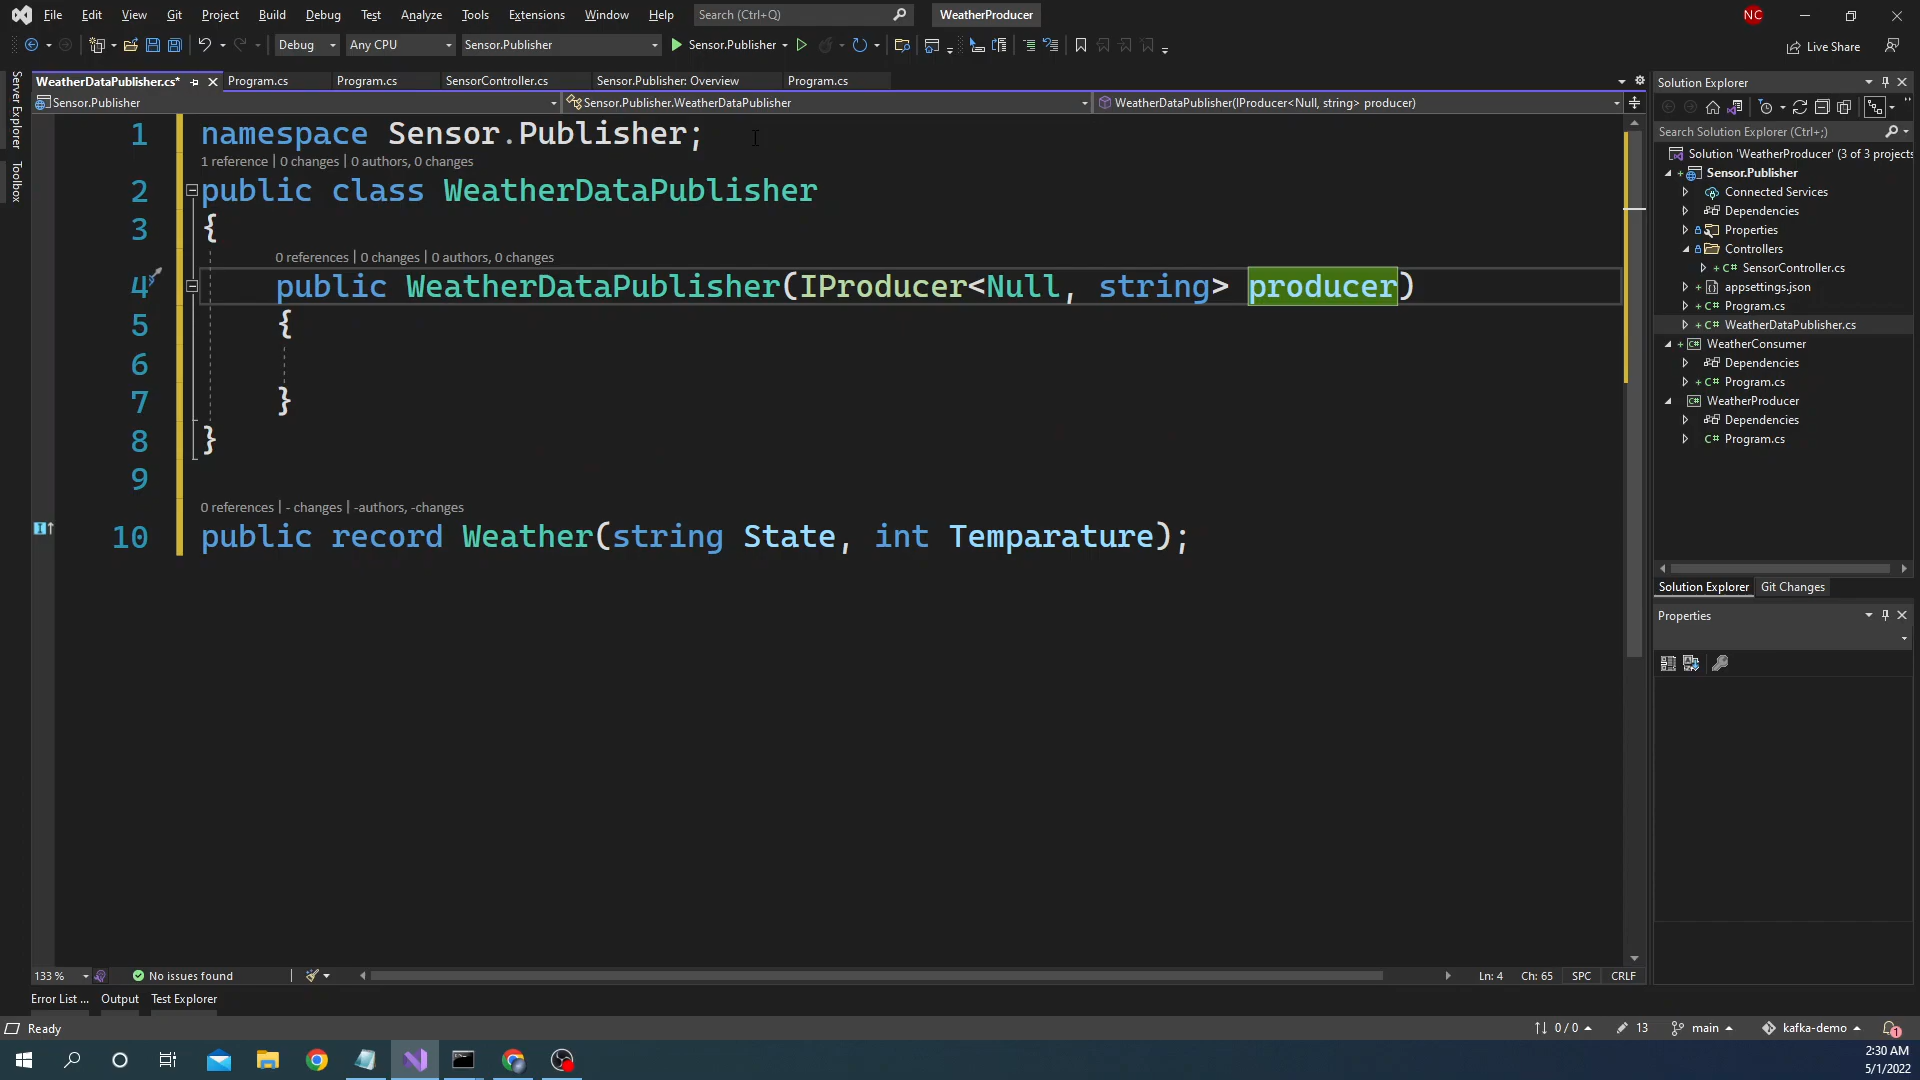 File Edit View Git Project Build Debug Test Analyze Tools Extensions Window Help Search (Ctrl+Q) WeatherProducer NC
Debug Any CPU Sensor.Publisher Sensor.Publisher Live Share
WeatherDataPublisher.cs* Program.cs Program.cs SensorController.cs Sensor.Publisher: Overview Program.cs
Sensor.Publisher Sensor.Publisher.WeatherDataPublisher WeatherDataPublisher(IProducer<Null, string> producer)
Server Explorer
Toolbox
1 namespace Sensor.Publisher;
1 reference | 0 changes | 0 authors, 0 changes
2 public class WeatherDataPublisher
3 {
0 references | 0 changes | 0 authors, 0 changes
4 public WeatherDataPublisher(IProducer<Null, string> producer)
5 {
6
7 }
8 }
9
0 references | - changes | -authors, -changes
10 public record Weather(string State, int Temparature);
Solution Explorer
Search Solution Explorer (Ctrl+;)
Solution 'WeatherProducer' (3 of 3 projects
Sensor.Publisher
Connected Services
Dependencies
Properties
Controllers
C# SensorController.cs
appsettings.json
C# Program.cs
C# WeatherDataPublisher.cs
C# WeatherConsumer
Dependencies
C# Program.cs
C# WeatherProducer
Dependencies
C# Program.cs
Solution Explorer Git Changes
Properties
133 % No issues found Ln: 4 Ch: 65 SPC CRLF
Error List ... Output Test Explorer
Ready 0 / 0 13 main kafka-demo 1
2:30 AM
5/1/2022